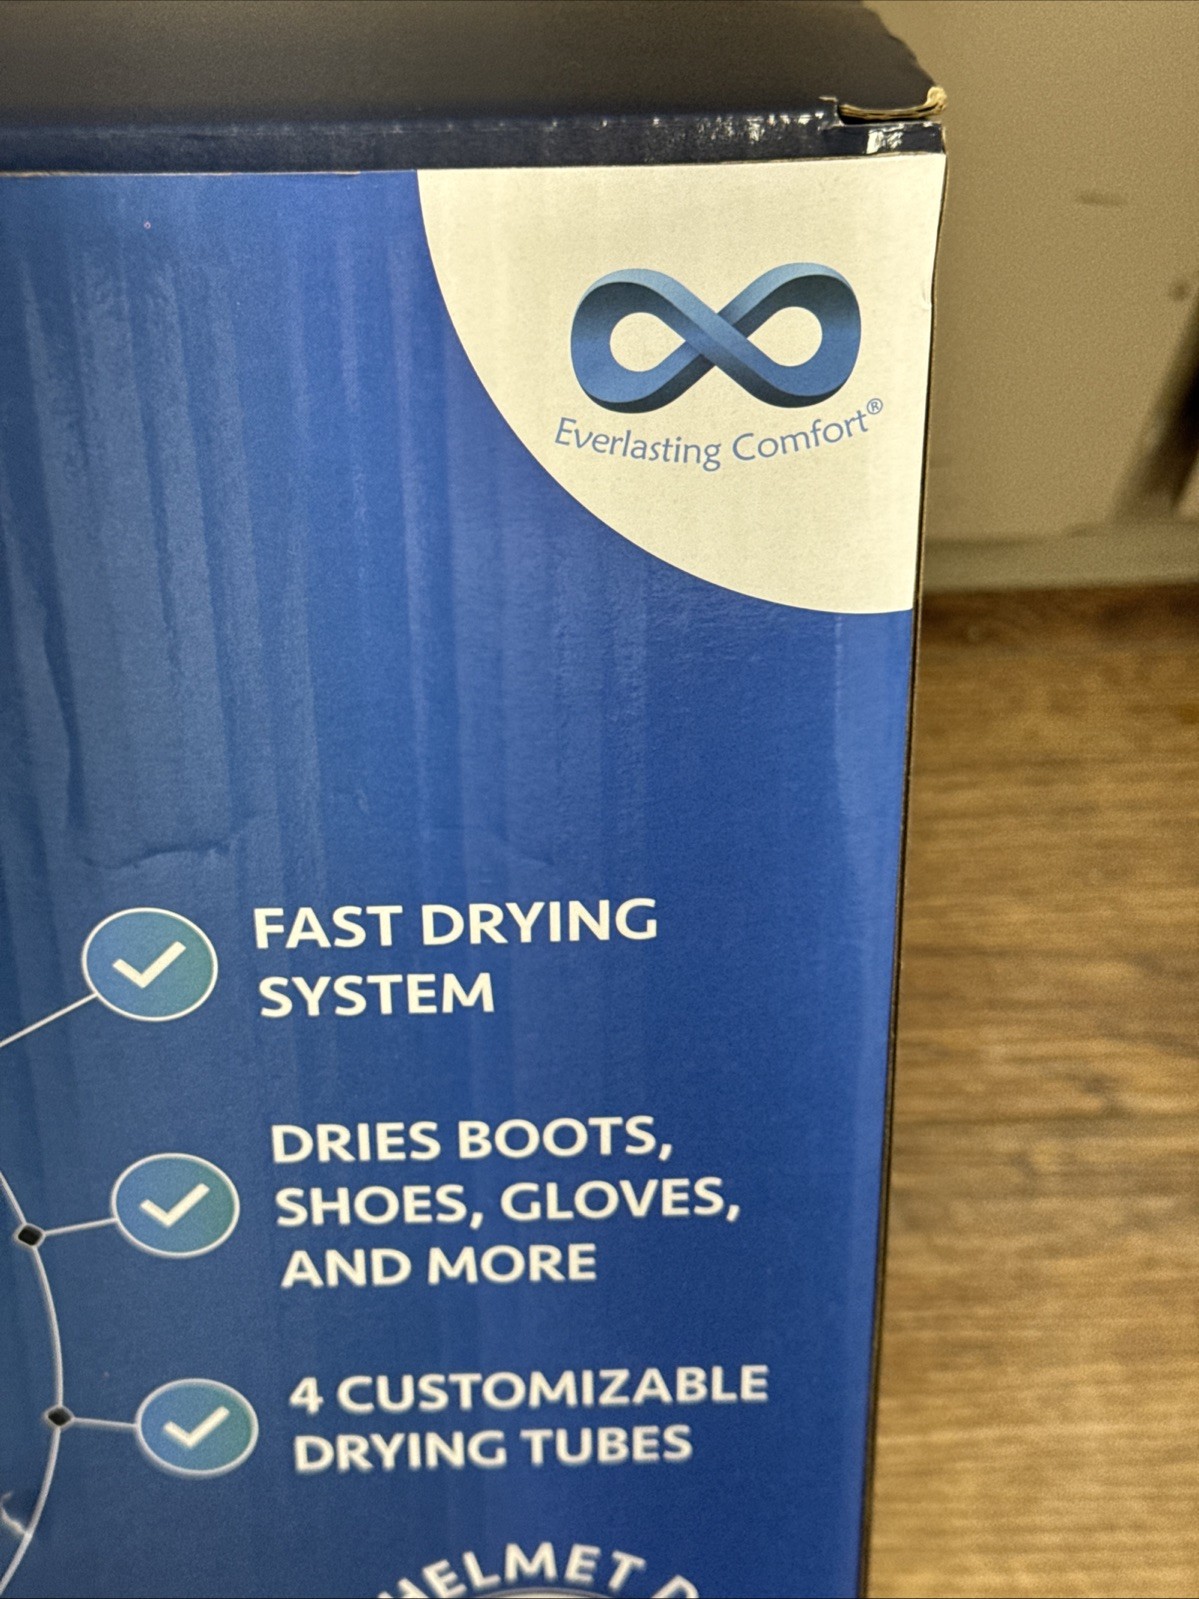 Everlasting Comfort®
FAST DRYING
SYSTEM
DRIES BOOTS,
SHOES, GLOVES,
AND MORE
4 CUSTOMIZABLE
DRYING TUBES
HELMET